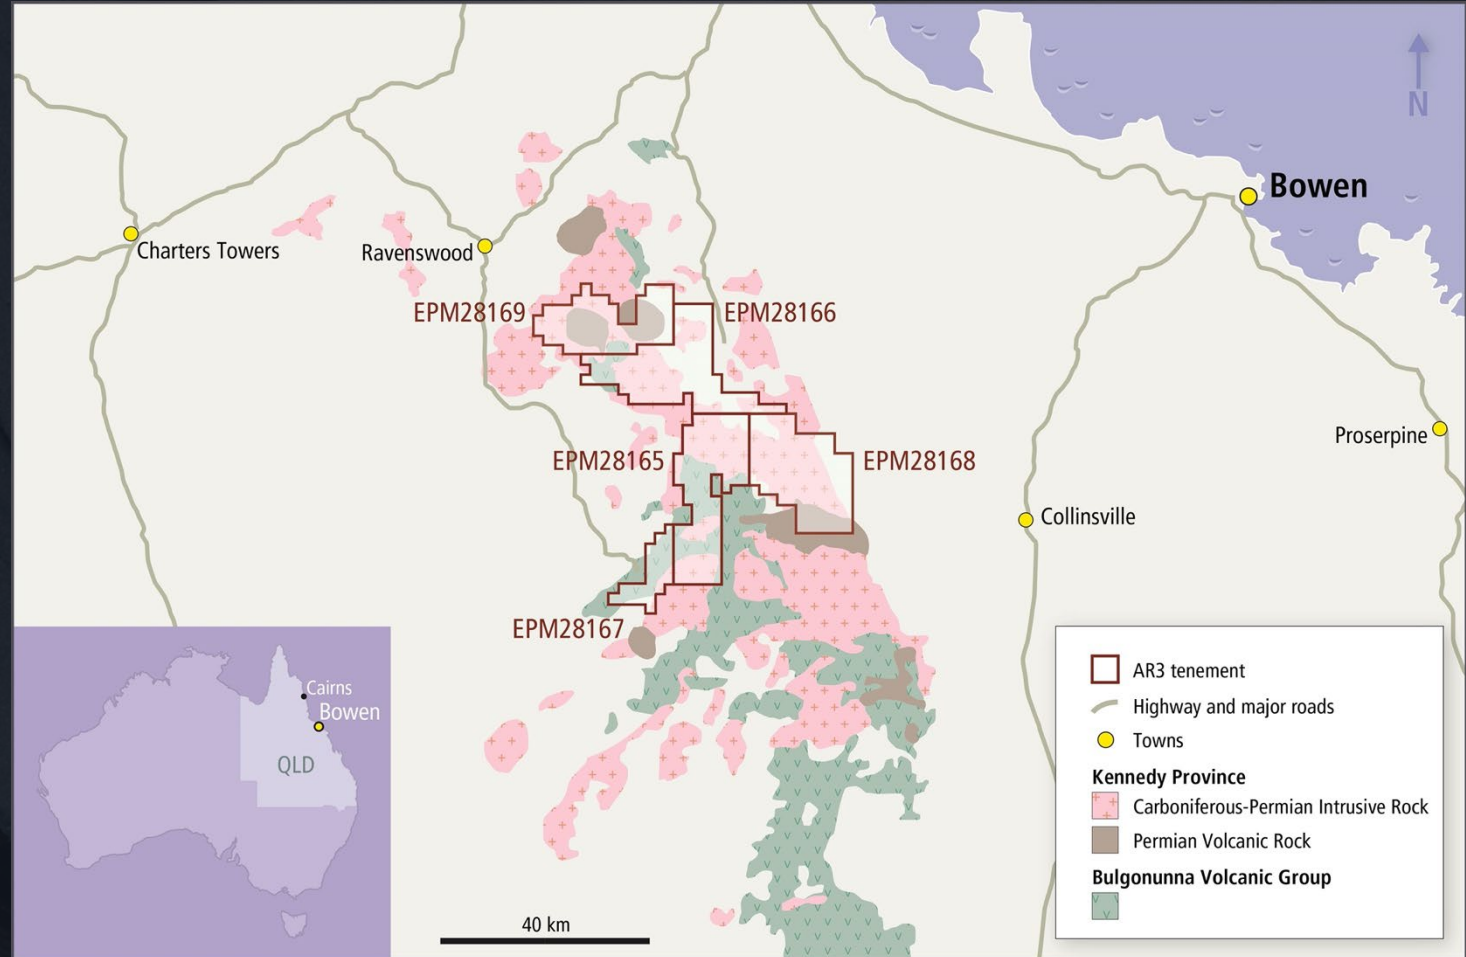 N
Bowen
Charters Towers
Ravenswood
EPM28169
EPM28166
Proserpine
EPM28165
EPM28168
Collinsville
EPM28167
Cairns
Bowen
QLD
40 km
AR3 tenement
Highway and major roads
Towns
Kennedy Province
Carboniferous-Permian Intrusive Rock
Permian Volcanic Rock
Bulgonunna Volcanic Group